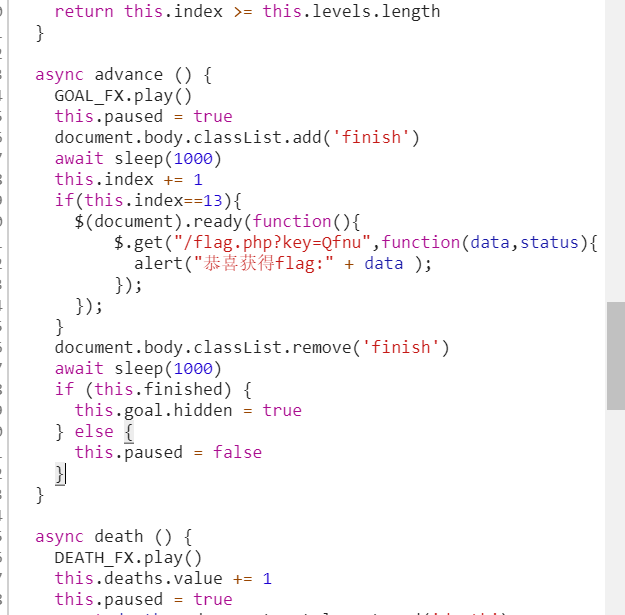 return this.index >= this.levels.length
}
async advance () {
GOAL_FX.play()
this.paused = true
document.body.classList.add('finish')
await sleep(1000)
this.index += 1
if(this.index==13){
$(document).ready(function(){
$.get("/flag.php?key=Qfnu",function(data,status){
alert("恭喜获得flag:" + data );
});
});
}
document.body.classList.remove('finish')
await sleep(1000)
if (this.finished) {
this.goal.hidden = true
} else {
this.paused = false
}
}
async death () {
DEATH_FX.play()
this.deaths.value += 1
this.paused = true